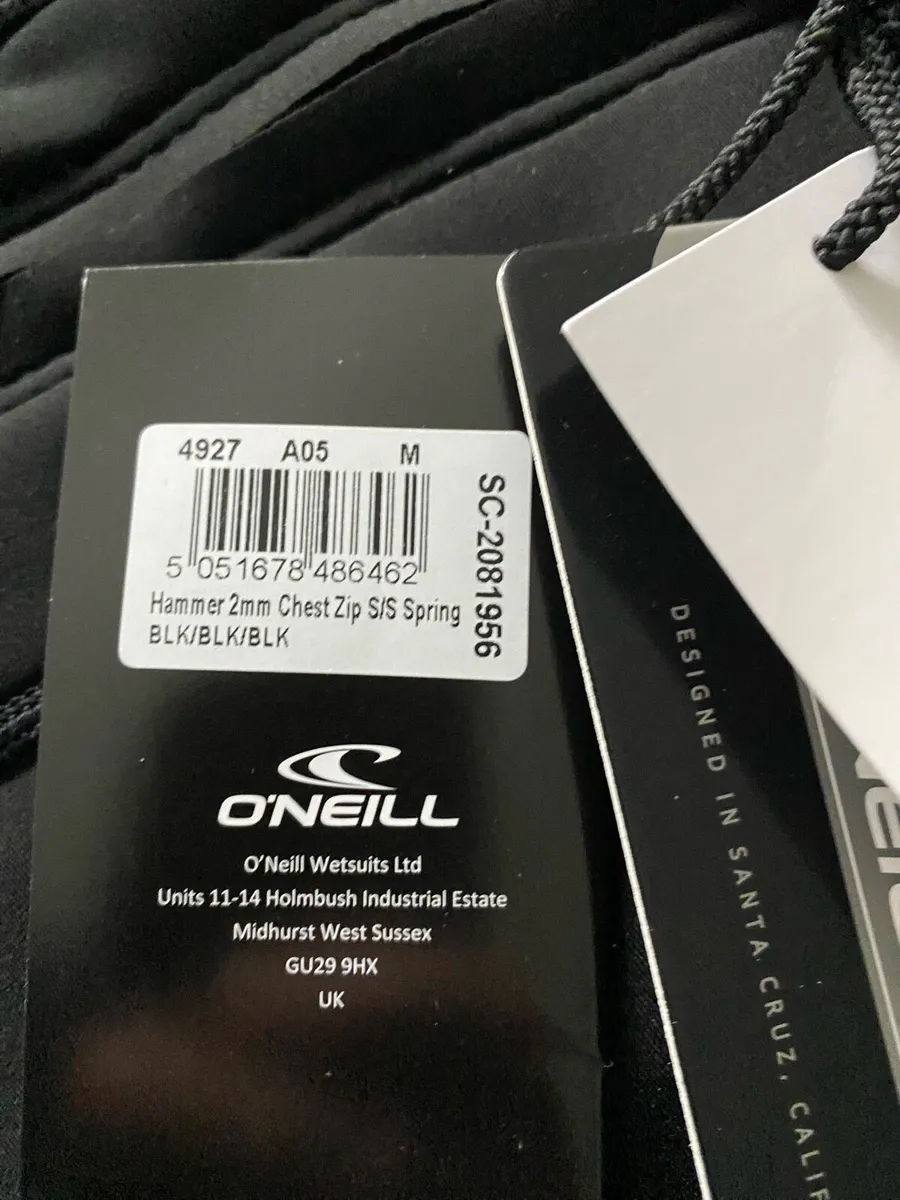 4927 A05 M
5 051678 486462
Hammer 2mm Chest Zip S/S Spring
BLK/BLK/BLK
SC-2081956
O'NEILL
O'Neill Wetsuits Ltd
Units 11-14 Holmbush Industrial Estate
Midhurst West Sussex
GU29 9HX
UK
DESIGNED IN SANTA CRUZ, CALIF